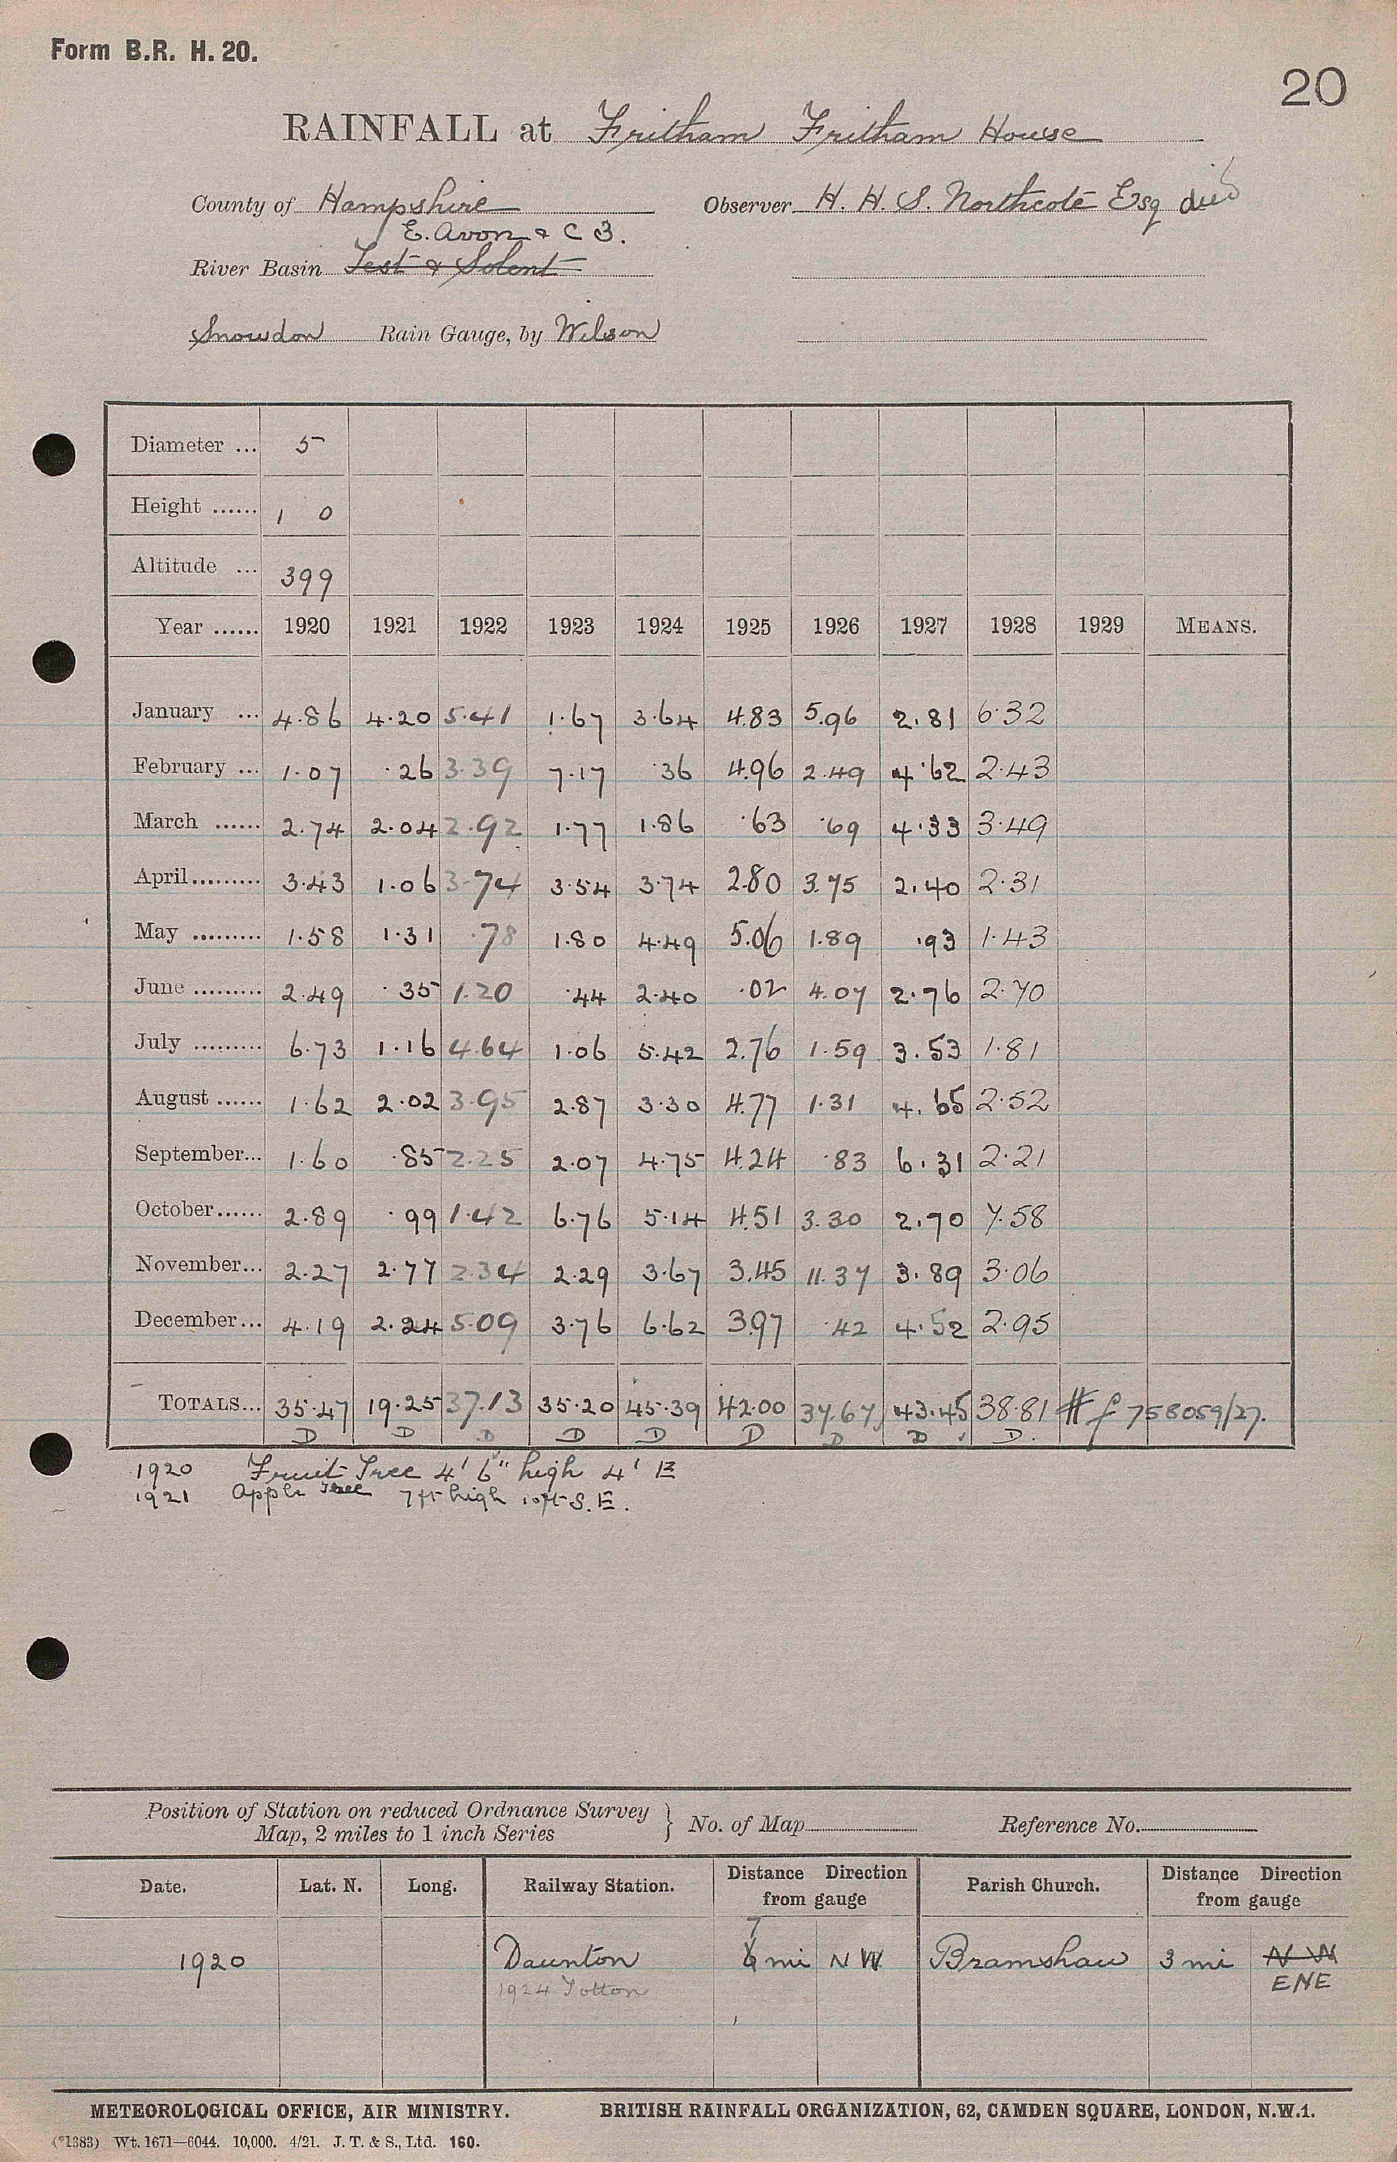 Form B.R. H. 20.
20
RAINFALL at Fritham Fritham House
County of Hampshire Observer H. H. S. Northcote Esq died
E. Avon & C 3.
River Basin Test & Solent
Snowdon Rain Gauge, by Wilson
Diameter ... 5
Height ...... 1 0
Altitude ... 399
Year ...... 1920 1921 1922 1923 1924 1925 1926 1927 1928 1929 MEANS.
January ... 4.86 4.20 5.41 1.67 3.64 4.83 5.96 2.81 6.32
February ... 1.07 .26 3.39 7.17 .36 4.96 2.49 4.62 2.43
March ...... 2.74 2.04 2.92 1.77 1.86 .63 .69 4.33 3.49
April......... 3.43 1.06 3.74 3.54 3.74 2.80 3.75 2.40 2.31
May ......... 1.58 1.31 .78 1.80 4.49 5.06 1.89 .93 1.43
June ......... 2.49 .35 1.20 .44 2.40 .02 4.07 2.76 2.70
July ......... 6.73 1.16 4.64 1.06 5.42 2.76 1.59 3.53 1.81
August ...... 1.62 2.02 3.95 2.87 3.30 4.77 1.31 4.65 2.52
September... 1.60 .85 2.25 2.07 4.75 4.24 .83 6.31 2.21
October...... 2.89 .99 1.42 6.76 5.14 4.51 3.30 2.70 7.58
November... 2.27 2.77 2.34 2.29 3.67 3.45 11.37 3.89 3.06
December... 4.19 2.24 5.09 3.76 6.62 3.97 .42 4.52 2.95
TOTALS... 35.47 19.25 37.13 35.20 45.39 42.00 37.67 43.45 38.81 # f 758059/27.
D D D D D D D D D.
1920 Fruit Tree 4' 6" high 4' E
1921 Apple Tree 7 ft high 10ft S.E.
Position of Station on reduced Ordnance Survey Map, 2 miles to 1 inch Series } No. of Map Reference No.
Date. Lat. N. Long. Railway Station. Distance Direction from gauge Parish Church. Distance Direction from gauge
7
1920 Daunton 6 mi N W Bramshaw 3 mi N W
1924 Totton ENE
METEOROLOGICAL OFFICE, AIR MINISTRY. BRITISH RAINFALL ORGANIZATION, 62, CAMDEN SQUARE, LONDON, N.W.1.
(*1383) Wt. 1671—6044. 10,000. 4/21. J. T. & S., Ltd. 160.